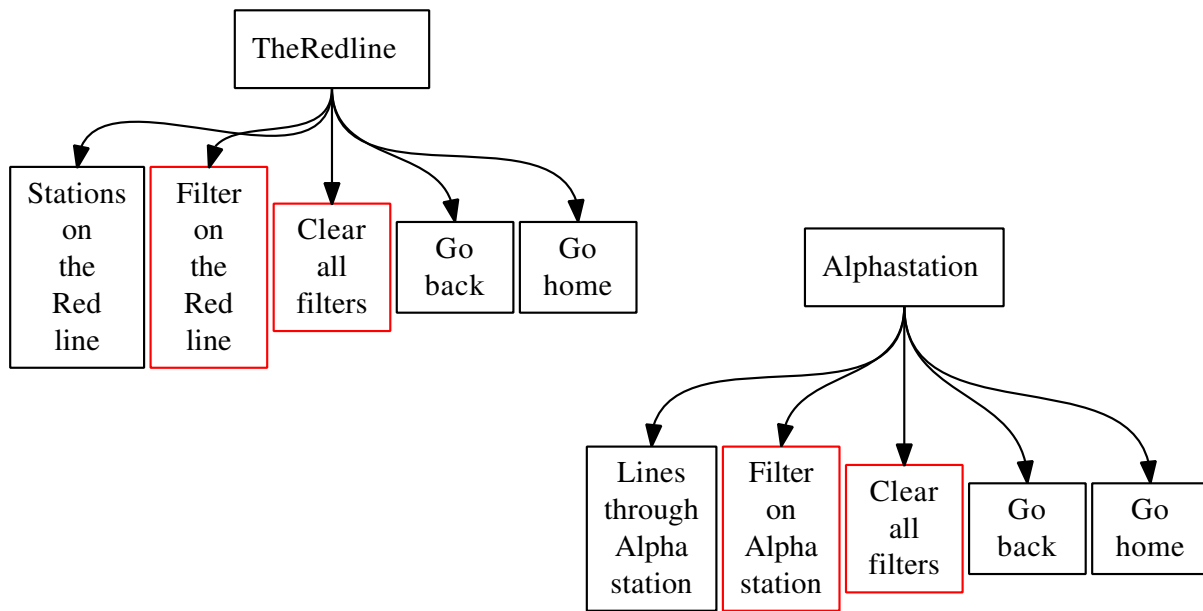 TheRedline
Stations
on
the
Red
line
Filter
on
the
Red
line
Clear
all
filters
Go
back
Go
home
Alphastation
Lines
through
Alpha
station
Filter
on
Alpha
station
Clear
all
filters
Go
back
Go
home